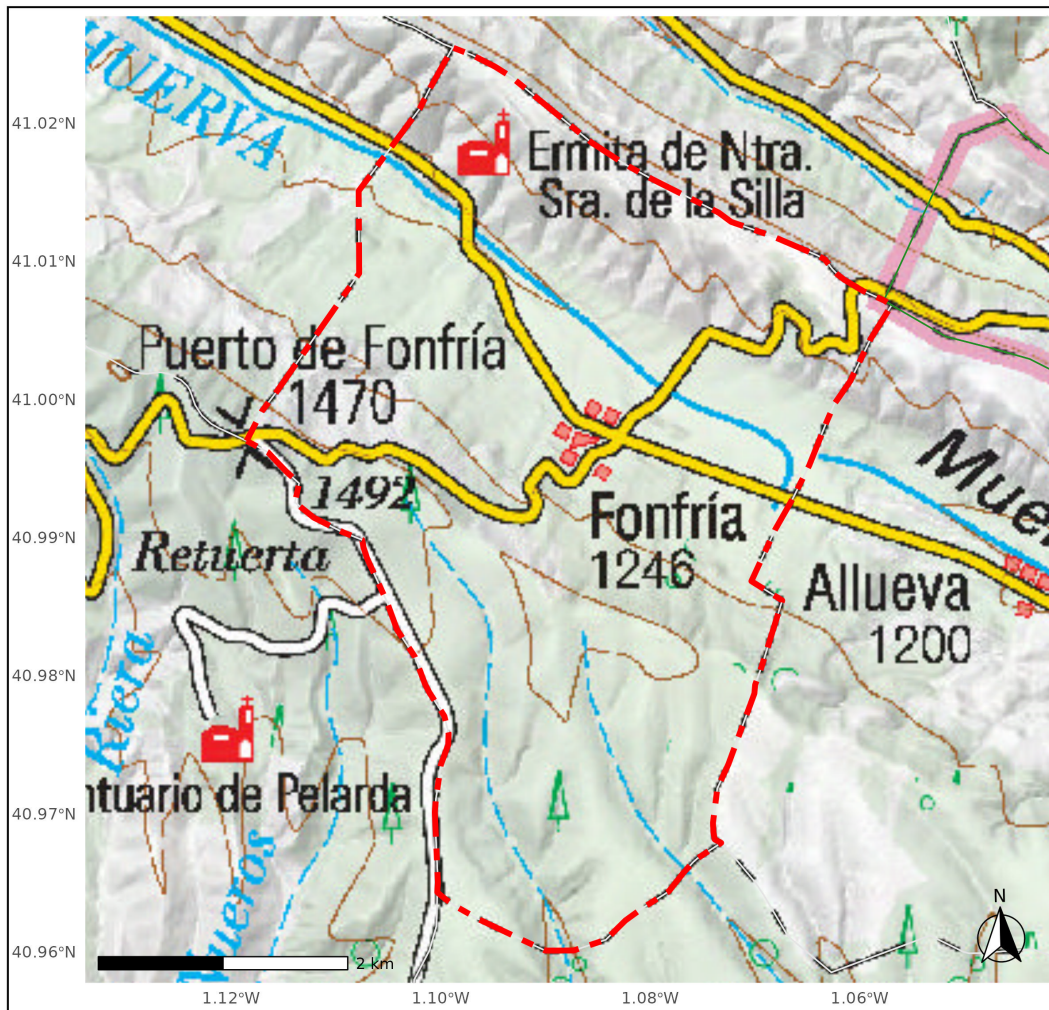 HUERVA
41.02°N
Ermita de Ntra.
Sra. de la Silla
41.01°N
Puerto de Fonfría
1470
41.00°N
1492
Mue
Fonfría
1246
40.99°N
Retuerta
Allueva
1200
40.98°N
Riera
40.97°N
ntuario de Pelarda
queros
40.96°N
N
2 km
1.12°W
1.10°W
1.08°W
1.06°W